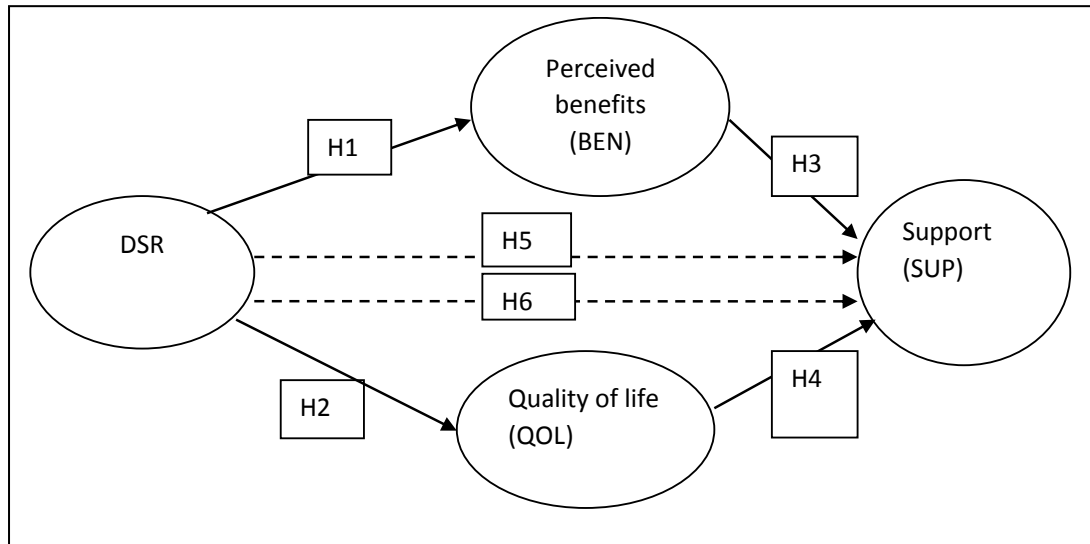 Perceived
benefits
(BEN)
H1
H3
DSR
H5
Support
(SUP)
H6
H2
Quality of life
(QOL)
H4